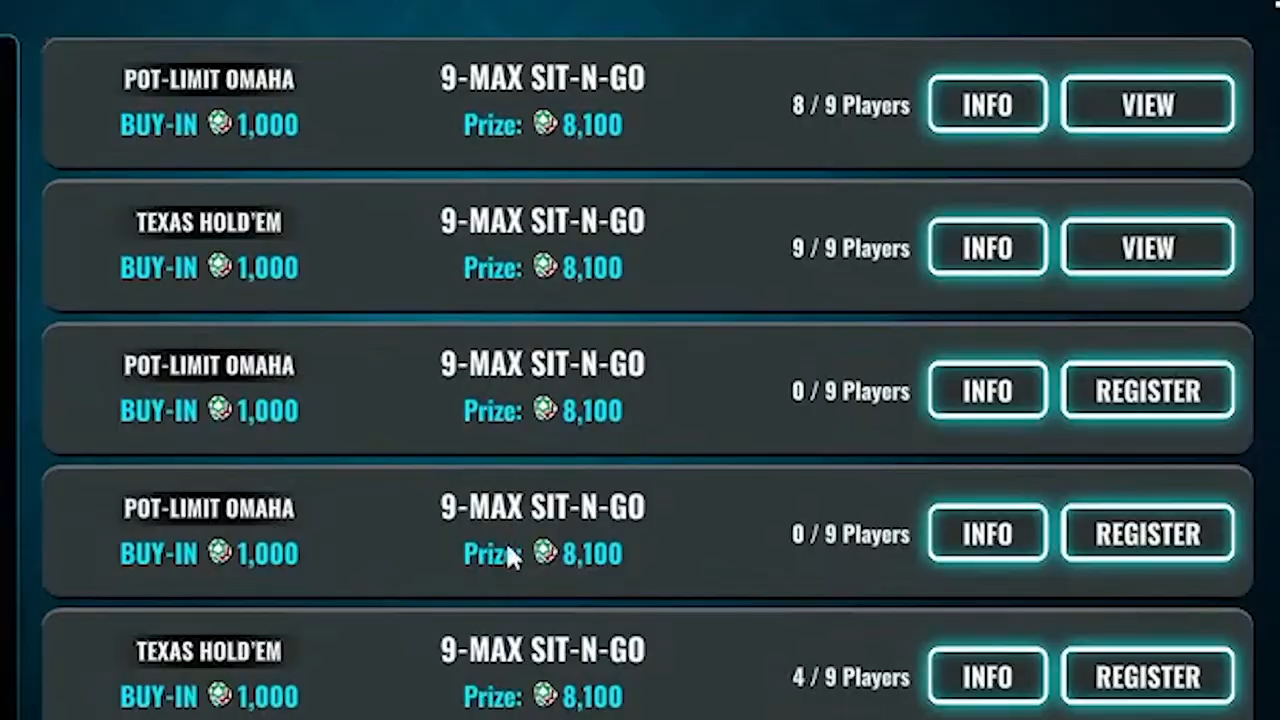 POT-LIMIT OMAHA
BUY-IN 1,000
9-MAX SIT-N-GO
Prize: 8,100
8 / 9 Players
INFO
VIEW
TEXAS HOLD'EM
BUY-IN 1,000
9-MAX SIT-N-GO
Prize: 8,100
9 / 9 Players
INFO
VIEW
POT-LIMIT OMAHA
BUY-IN 1,000
9-MAX SIT-N-GO
Prize: 8,100
0 / 9 Players
INFO
REGISTER
POT-LIMIT OMAHA
BUY-IN 1,000
9-MAX SIT-N-GO
Prize: 8,100
0 / 9 Players
INFO
REGISTER
TEXAS HOLD'EM
BUY-IN 1,000
9-MAX SIT-N-GO
Prize: 8,100
4 / 9 Players
INFO
REGISTER